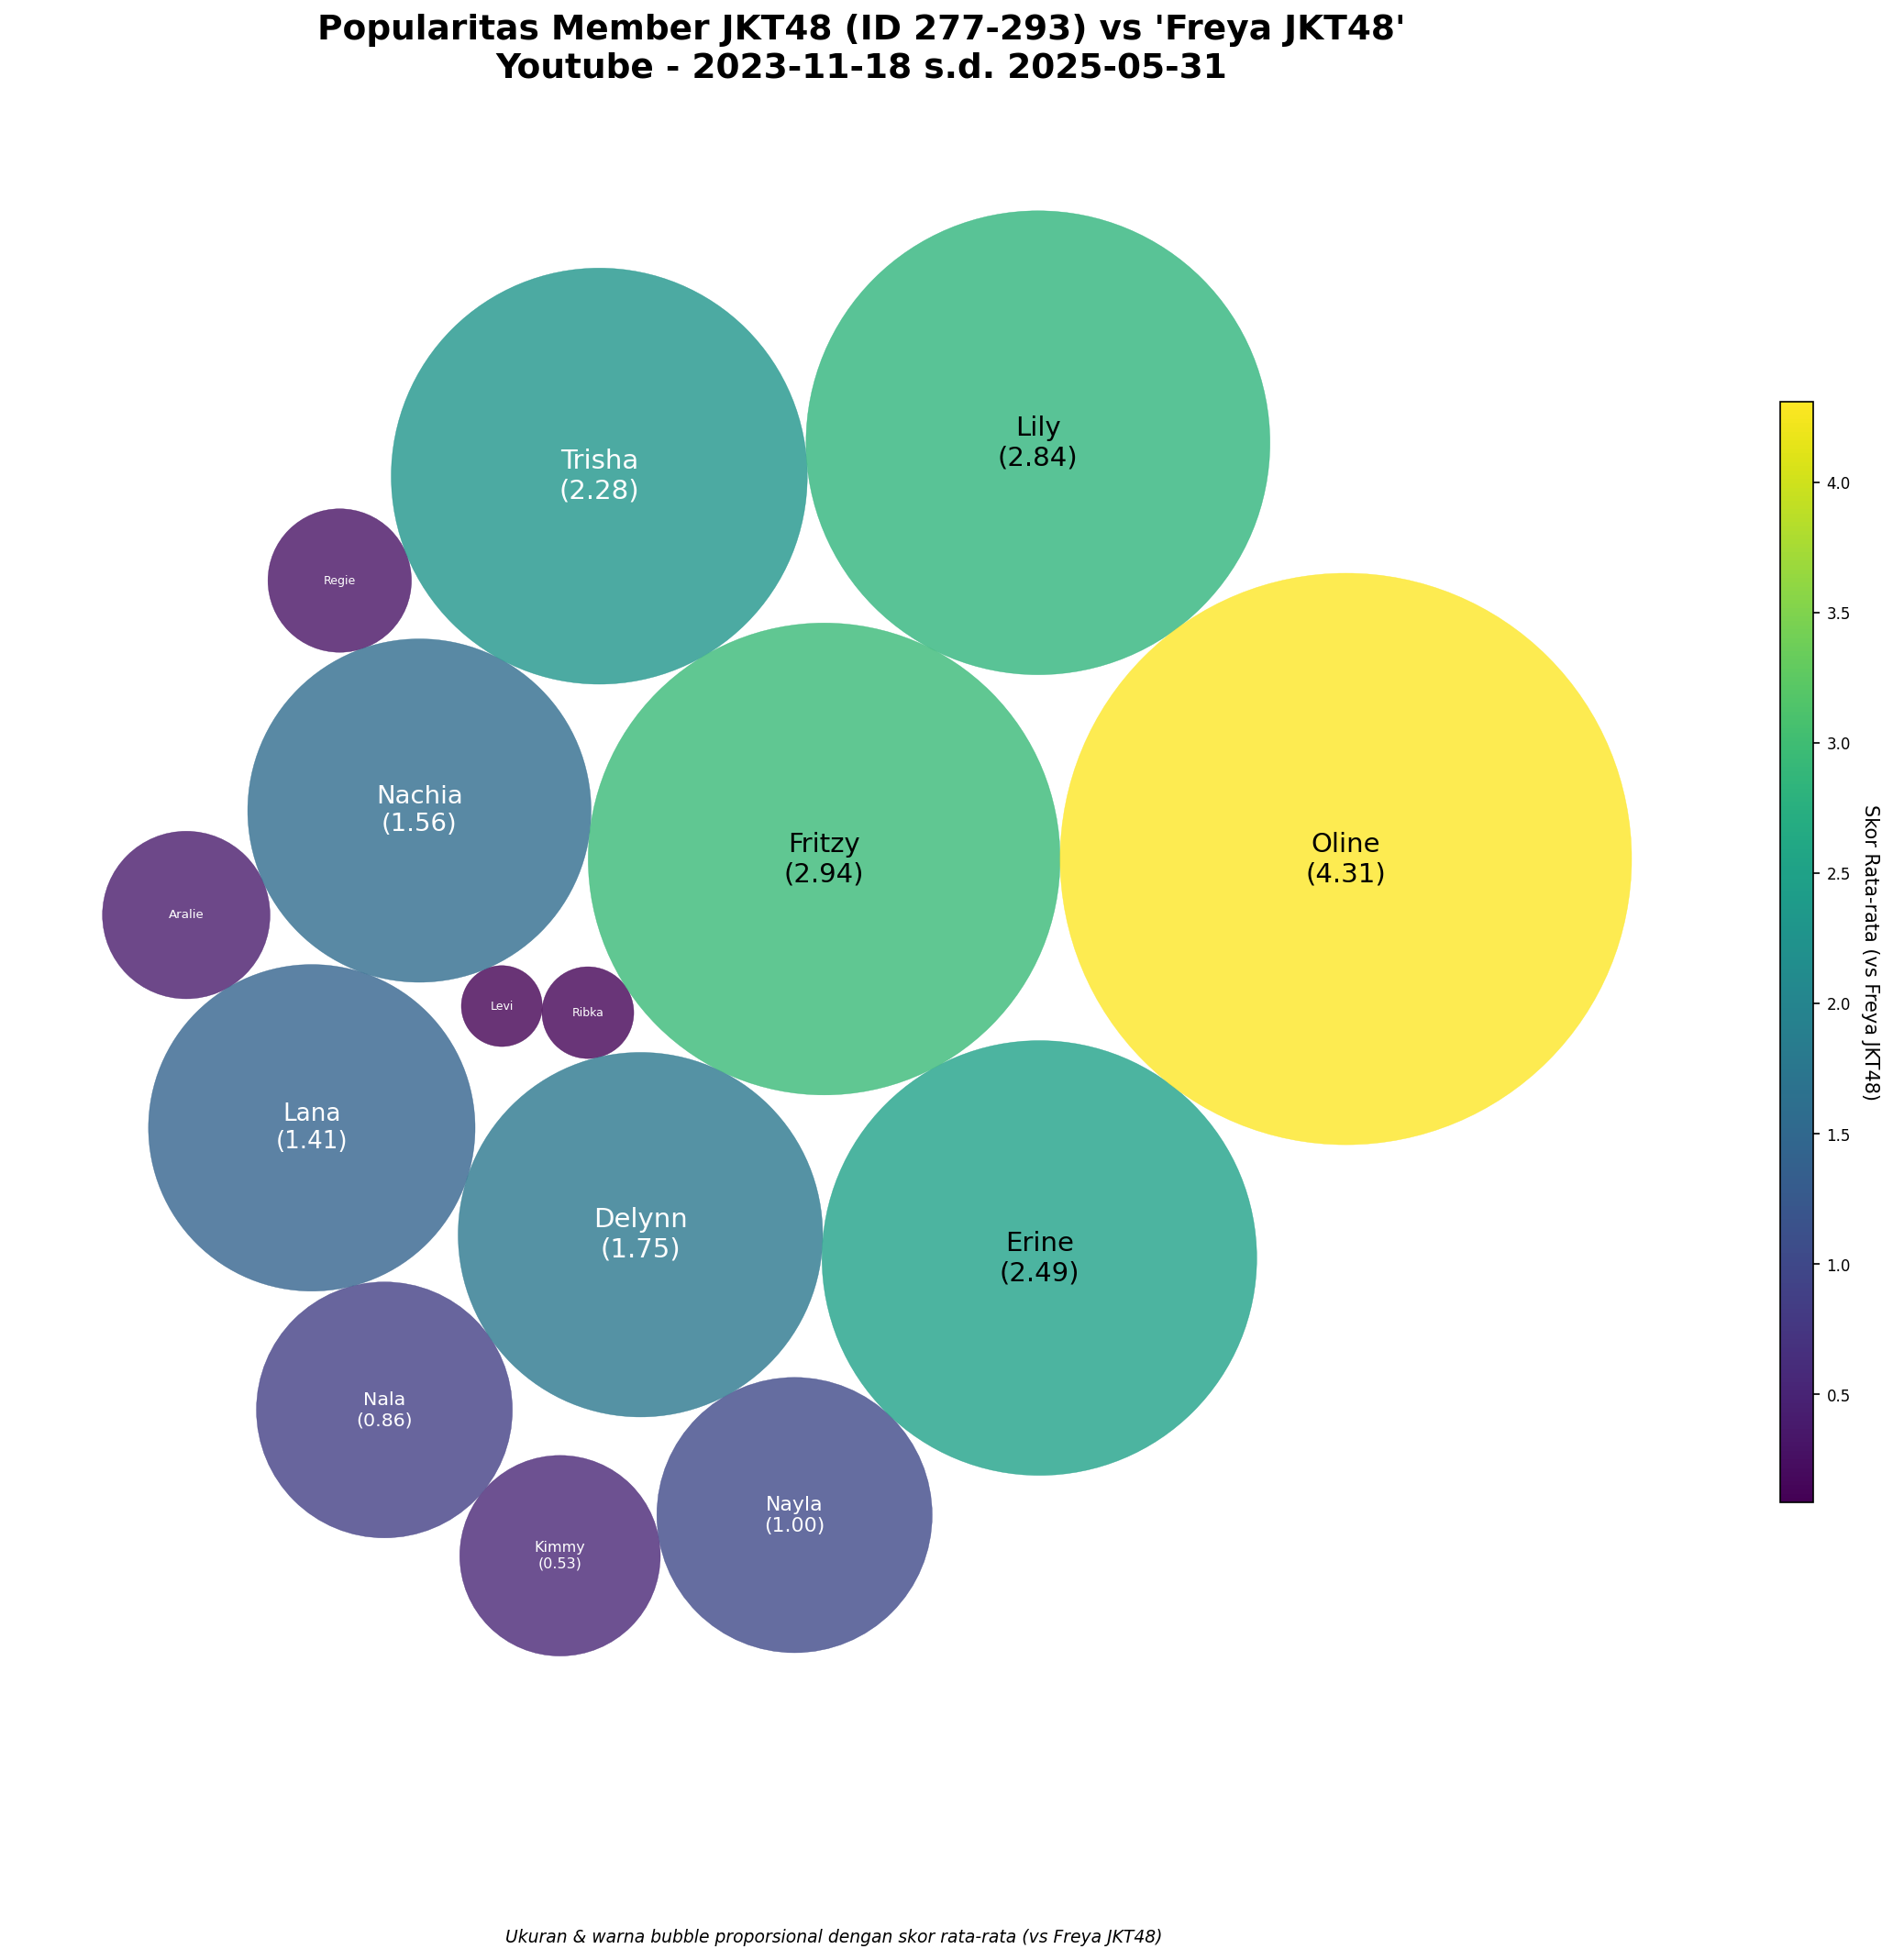 Popularitas Member JKT48 (ID 277-293) vs 'Freya JKT48'
Youtube - 2023-11-18 s.d. 2025-05-31
Lily
(2.84)
Trisha
(2.28)
Regie
Nachia
(1.56)
Fritzy
(2.94)
Oline
(4.31)
Aralie
Levi
Ribka
Lana
(1.41)
Delynn
(1.75)
Erine
(2.49)
Nala
(0.86)
Nayla
(1.00)
Kimmy
(0.53)
4.0
3.5
3.0
2.5
2.0
1.5
1.0
0.5
Skor Rata-rata (vs Freya JKT48)
Ukuran & warna bubble proporsional dengan skor rata-rata (vs Freya JKT48)